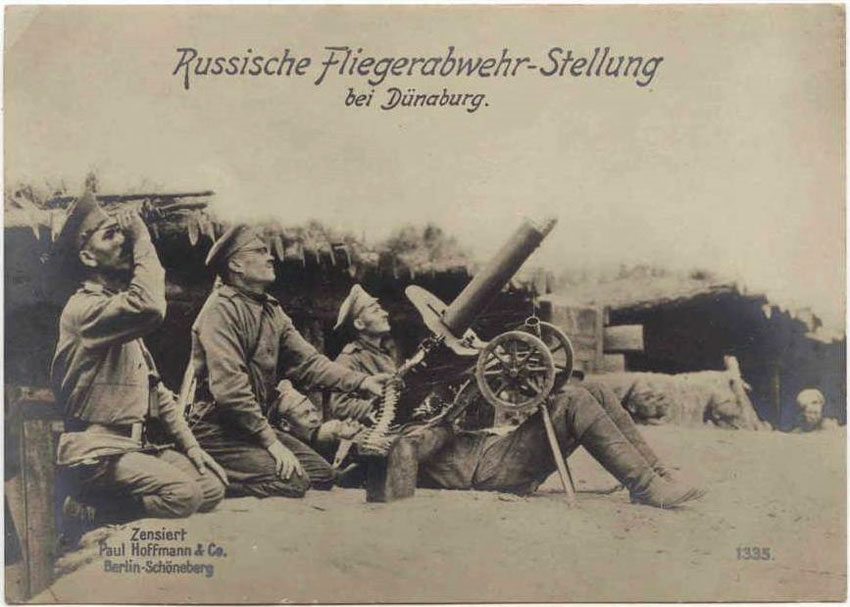 Russische Fliegerabwehr-Stellung
bei Dünaburg.
Zensiert
Paul Hoffmann & Co.
Berlin-Schöneberg
1335.